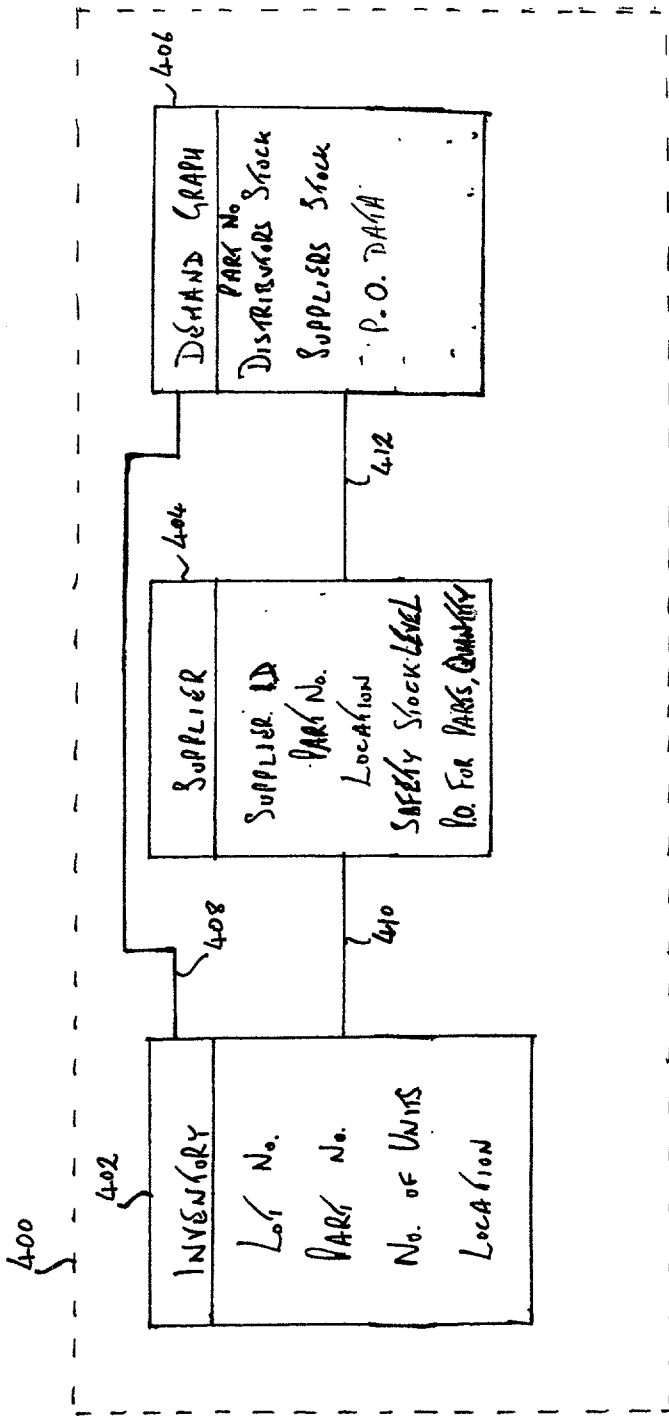 400
402
INVENTORY
LOT No.
PART No.
No. OF UNITS
LOCATION
408
410
404
SUPPLIER
SUPPLIER ID
PART No.
LOCATION
SAFETY STOCK LEVEL
P.O. FOR PARTS, QUANTITY
412
406
DEMAND GRAPH
PART No.
DISTRIBUTORS STOCK
SUPPLIERS STOCK
P.O. DATA